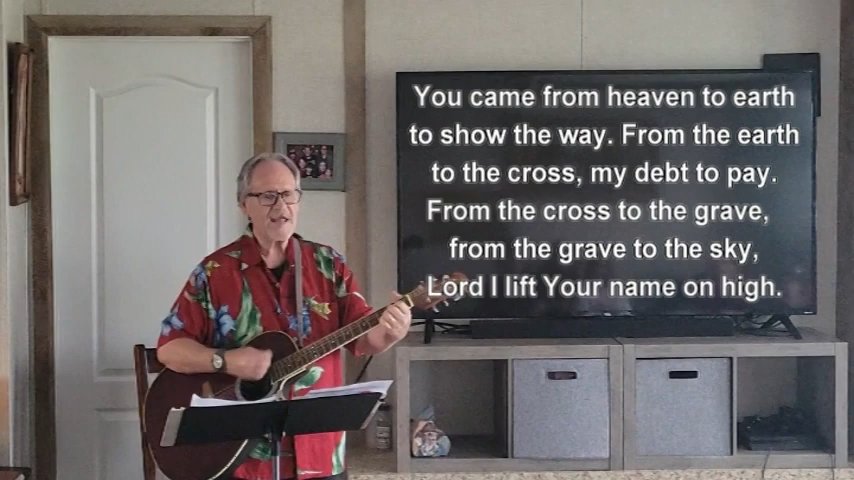 You came from heaven to earth
to show the way. From the earth
to the cross, my debt to pay.
From the cross to the grave,
from the grave to the sky,
Lord I lift Your name on high.